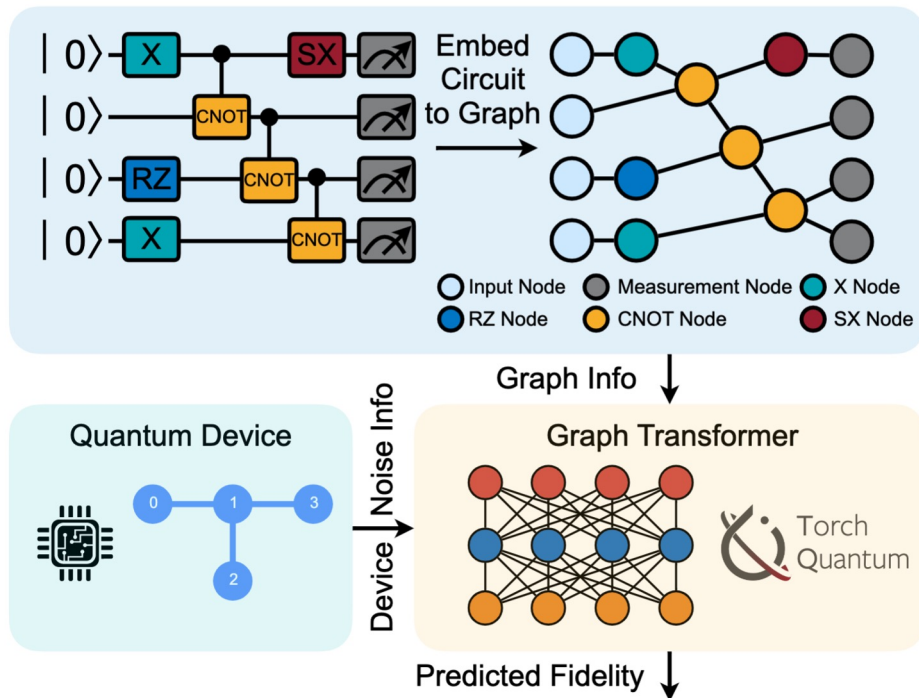 | 0⟩ X SX
CNOT
| 0⟩
| 0⟩ RZ CNOT
| 0⟩ X CNOT
Embed
Circuit
to Graph
Input Node Measurement Node X Node
RZ Node CNOT Node SX Node
Graph Info
Quantum Device
0 1 3
2
Device Noise Info
Graph Transformer
Torch
Quantum
Predicted Fidelity